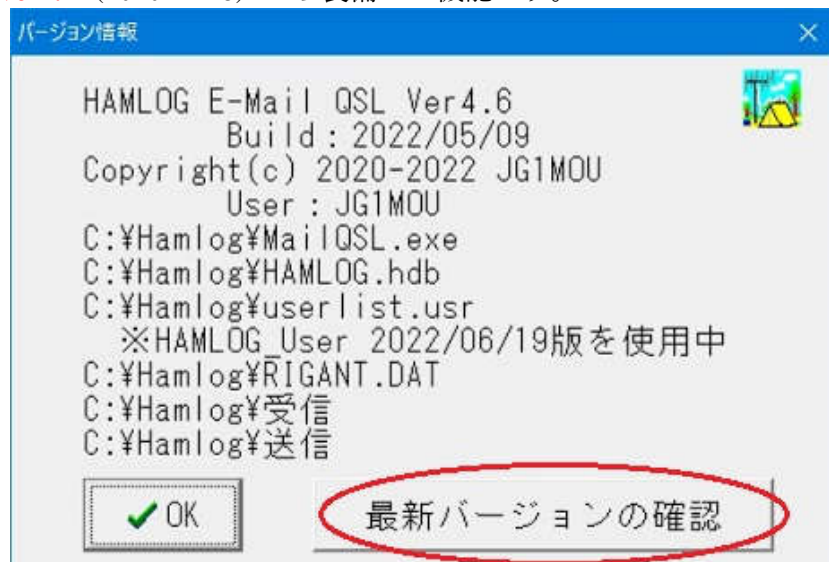 バージョン情報
HAMLOG E-Mail QSL Ver4.6
Build : 2022/05/09
Copyright(c) 2020-2022 JG1MOU
User : JG1MOU
C:¥Hamlog¥MailQSL.exe
C:¥Hamlog¥HAMLOG.hdb
C:¥Hamlog¥userlist.usr
※HAMLOG_User 2022/06/19版を使用中
C:¥Hamlog¥RIGANT.DAT
C:¥Hamlog¥受信
C:¥Hamlog¥送信
OK
最新バージョンの確認